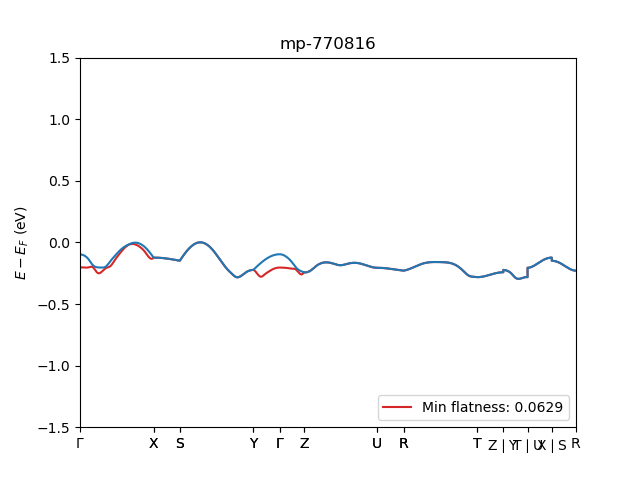 mp-770816
E − E_F (eV)
1.5
1.0
0.5
0.0
−0.5
−1.0
−1.5
Min flatness: 0.0629
Γ X S Y Γ Z U R T Z | Y T | U X | S R